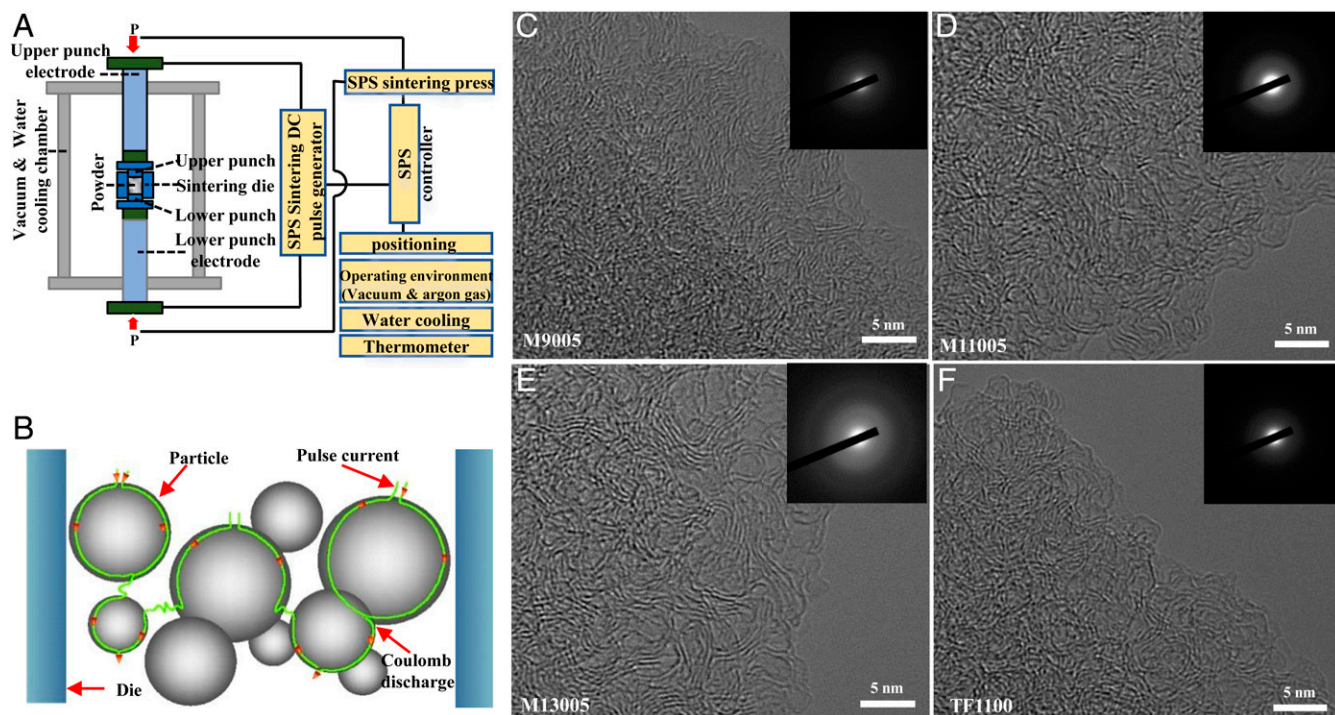 A
P
Upper punch
electrode
Vacuum & Water
cooling chamber
Powder
Upper punch
Sintering die
Lower punch
Lower punch
electrode
P
SPS Sintering DC
pulse generator
SPS sintering press
SPS
controller
positioning
Operating environment
(Vacuum & argon gas)
Water cooling
Thermometer
B
Particle
Pulse current
Coulomb
discharge
Die
C
M9005
5 nm
D
M11005
5 nm
E
M13005
5 nm
F
TF1100
5 nm